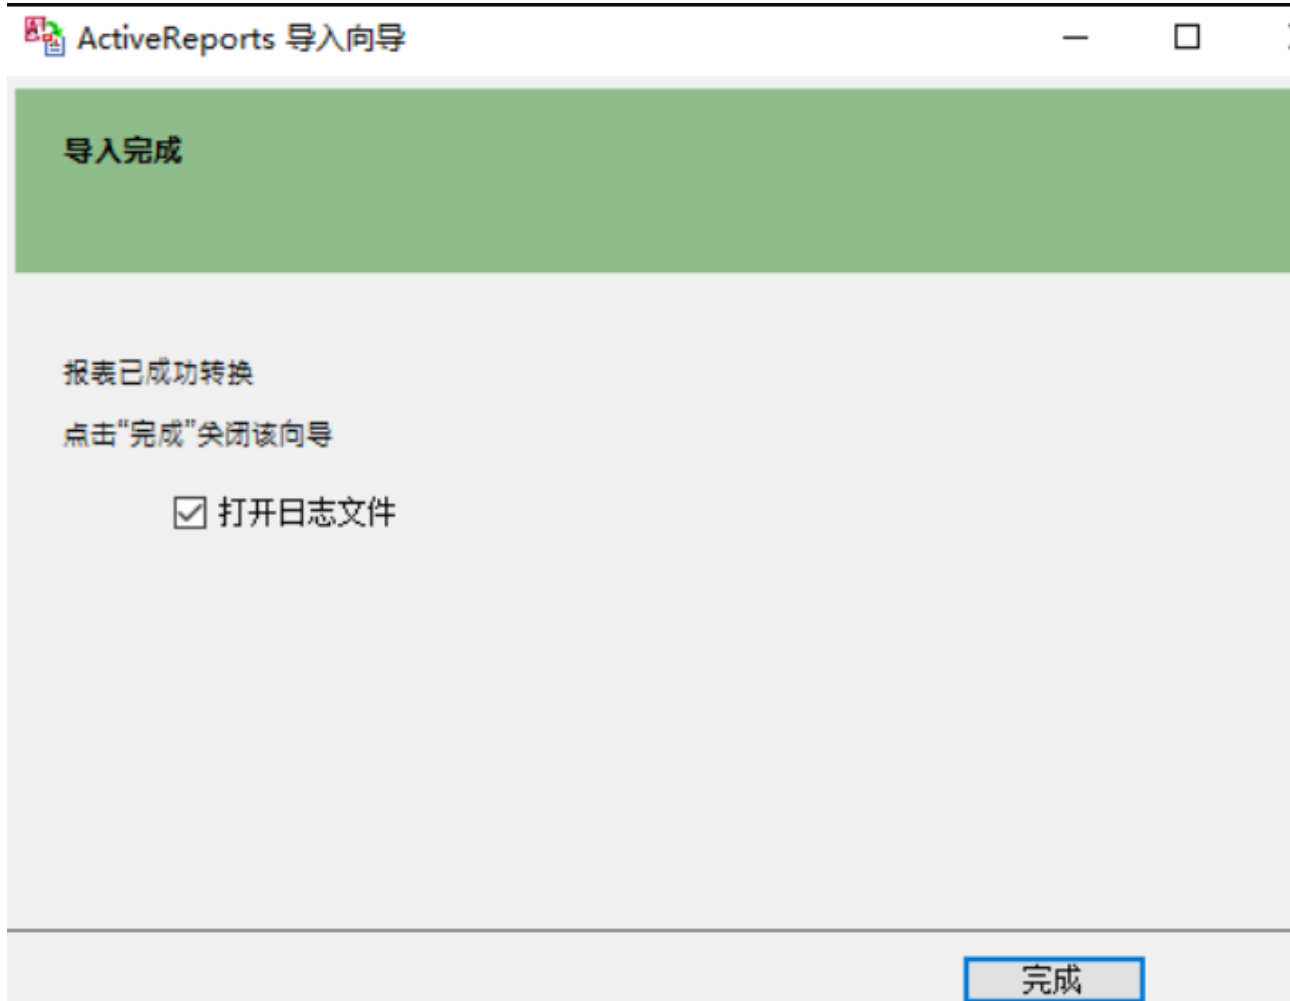 ActiveReports 导入向导
导入完成
报表已成功转换
点击“完成”关闭该向导
打开日志文件
完成